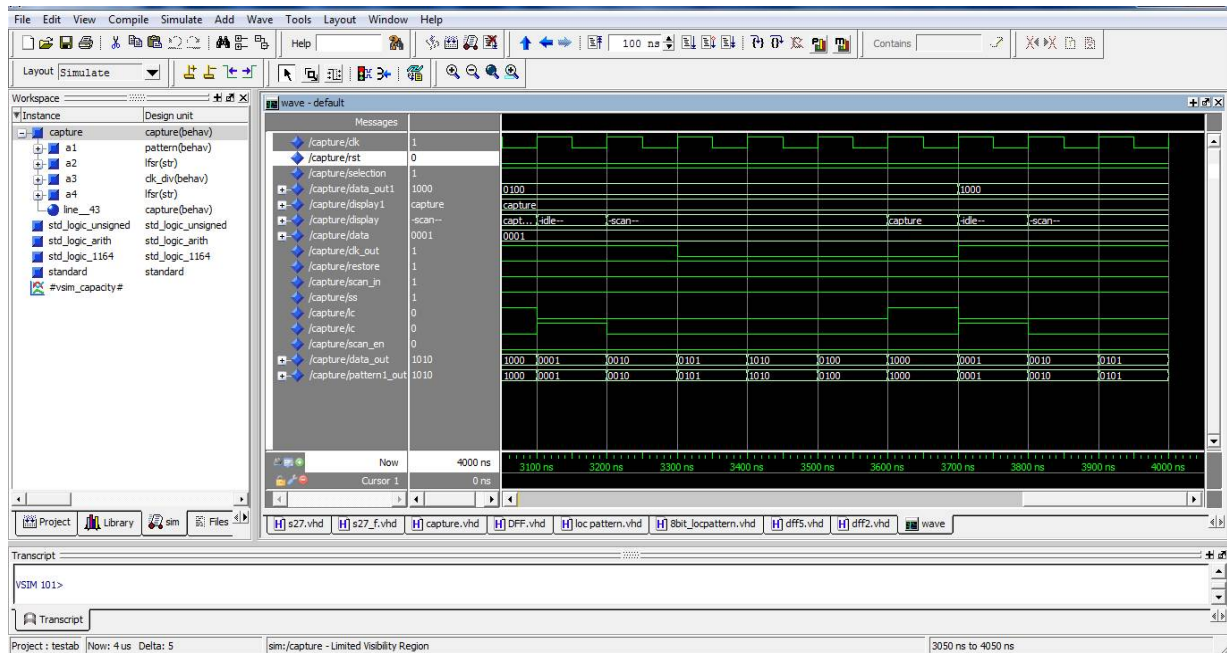 File Edit View Compile Simulate Add Wave Tools Layout Window Help
Help 100 ns Contains
Layout Simulate
Workspace
wave - default
Instance Design unit
Messages
capture capture(behav)
a1 pattern(behav)
a2 lfsr(str)
a3 clk_div(behav)
a4 lfsr(str)
line__43 capture(behav)
std_logic_unsigned std_logic_unsigned
std_logic_arith std_logic_arith
std_logic_1164 std_logic_1164
standard standard
#vsim_capacity#
/capture/clk 1
/capture/rst 0
/capture/selection 1
/capture/data_out1 1000 0100 1000
/capture/display1 capture capture
/capture/display -scan-- capt... -idle-- -scan-- capture -idle-- -scan--
/capture/data 0001 0001
/capture/clk_out 1
/capture/restore 1
/capture/scan_in 1
/capture/ss 1
/capture/lc 0
/capture/ic 0
/capture/scan_en 0
/capture/data_out 1010 1000 0001 0010 0101 1010 0100 1000 0001 0010 0101
/capture/pattern1_out 1010 1000 0001 0010 0101 1010 0100 1000 0001 0010 0101
Now 4000 ns 3100 ns 3200 ns 3300 ns 3400 ns 3500 ns 3600 ns 3700 ns 3800 ns 3900 ns 4000 ns
Cursor 1 0 ns
Project Library sim Files
s27.vhd s27_f.vhd capture.vhd DFF.vhd loc pattern.vhd 8bit_locpattern.vhd dff5.vhd dff2.vhd wave
Transcript
VSIM 101>
Transcript
Project : testab Now: 4 us Delta: 5 sim:/capture - Limited Visibility Region 3050 ns to 4050 ns